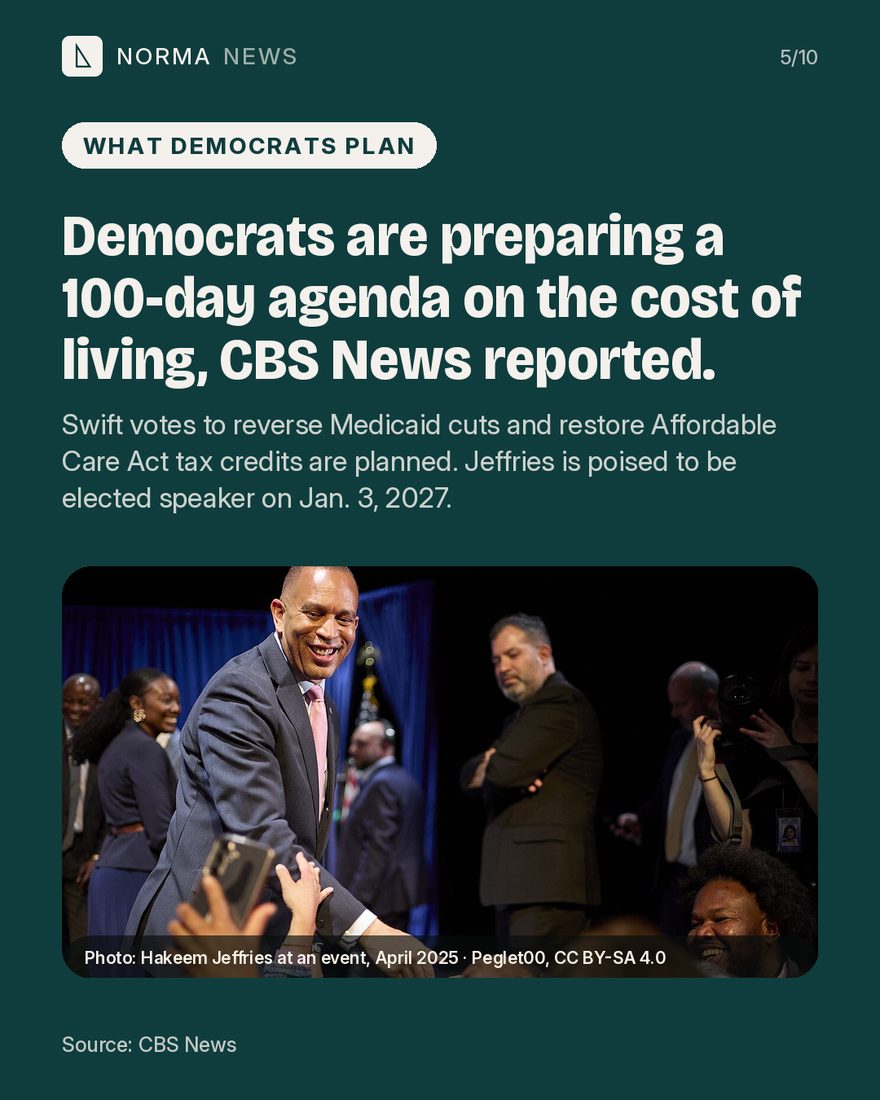 NORMA NEWS
5/10
WHAT DEMOCRATS PLAN
Democrats are preparing a
100-day agenda on the cost of
living, CBS News reported.
Swift votes to reverse Medicaid cuts and restore Affordable
Care Act tax credits are planned. Jeffries is poised to be
elected speaker on Jan. 3, 2027.
Photo: Hakeem Jeffries at an event, April 2025 · Peglet00, CC BY-SA 4.0
Source: CBS News